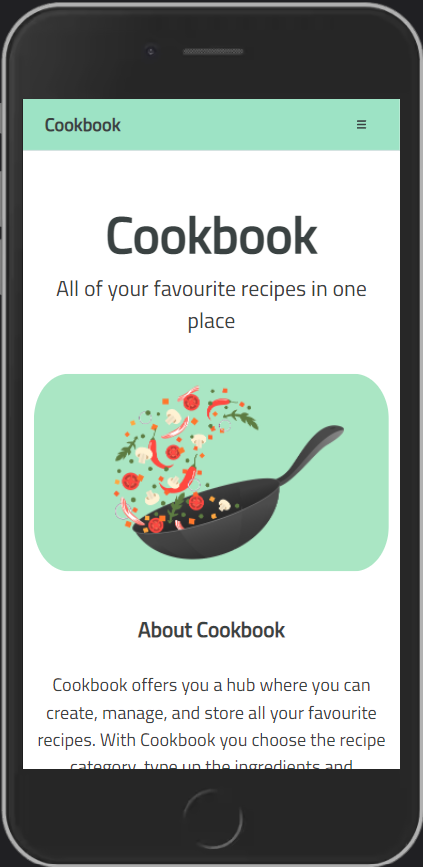 Cookbook
Cookbook
All of your favourite recipes in one
place
About Cookbook
Cookbook offers you a hub where you can
create, manage, and store all your favourite
recipes. With Cookbook you choose the recipe
category, type up the ingredients and